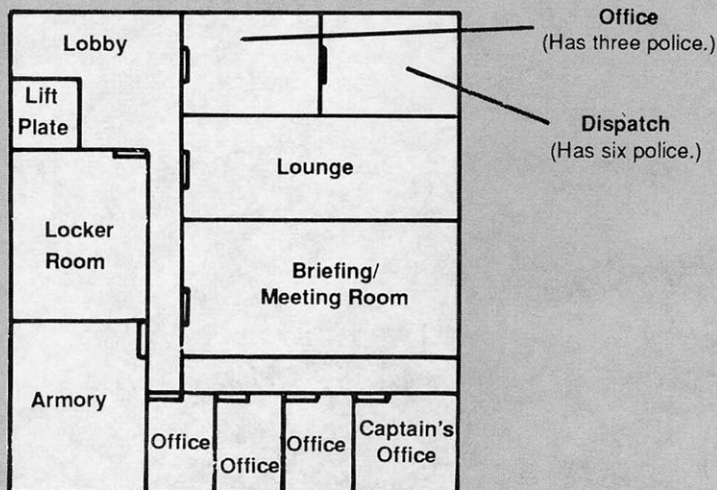 Lobby
Office
(Has three police.)
Lift
Plate
Dispatch
(Has six police.)
Lounge
Locker
Room
Briefing/
Meeting Room
Armory
Office
Office
Office
Captain's
Office